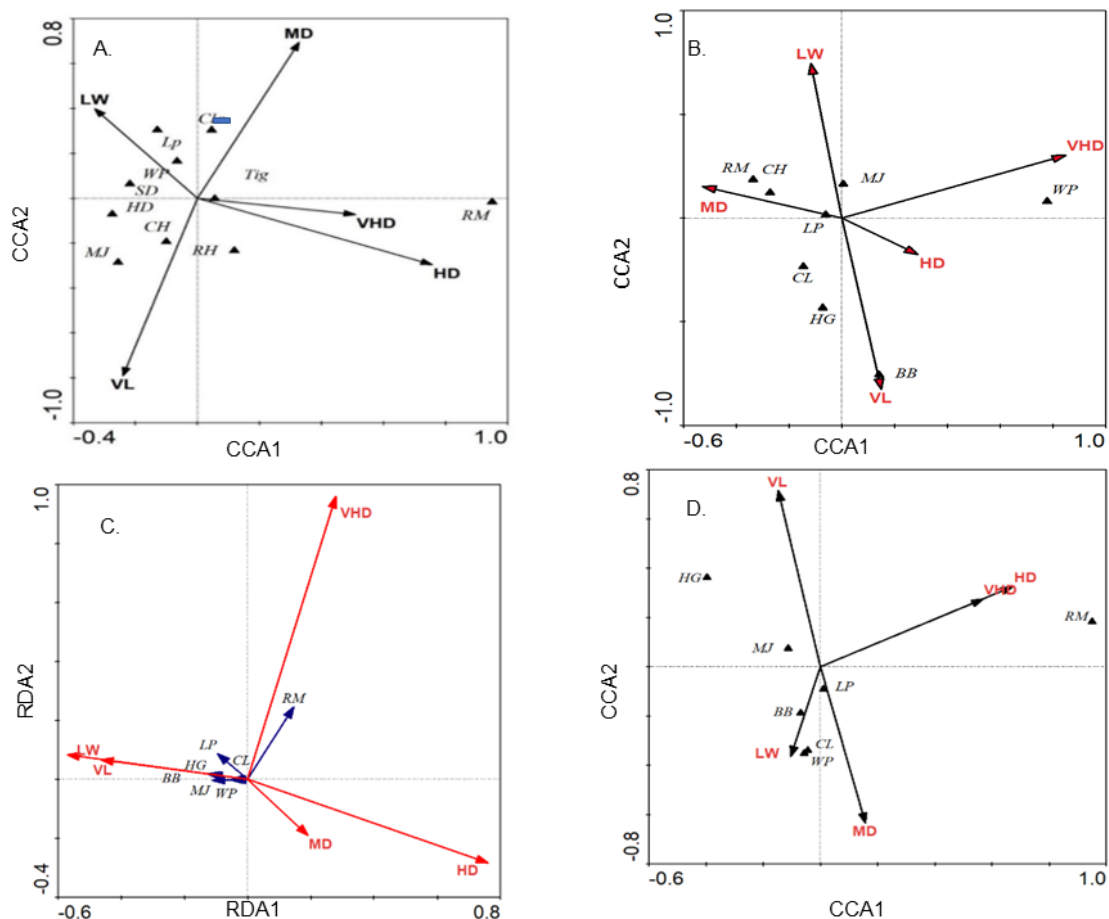 A.
0.8
MD
LW
Lp
WP
Tig
SD
HD
VHD
RM
CH
RH
MJ
HD
VL
-1.0
-0.4
1.0
CCA2
CCA1
B.
1.0
LW
VHD
RM
CH
MJ
WP
MD
LP
HD
CL
HG
BB
VL
-1.0
-0.6
1.0
CCA2
CCA1
C.
1.0
VHD
RM
LP
CL
LW
HG
VL
BB
MJ
WP
MD
HD
-0.4
-0.6
0.8
RDA2
RDA1
D.
0.8
VL
HG
HD
VHD
RM
MJ
LP
BB
LW
CL
WP
MD
-0.8
-0.6
1.0
CCA2
CCA1